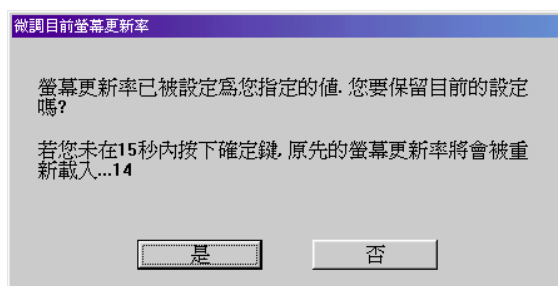 微調目前螢幕更新率
螢幕更新率已被設定為您指定的值. 您要保留目前的設定
嗎?
若您未在15秒內按下確定鍵, 原先的螢幕更新率將會被重
新載入...14
是
否